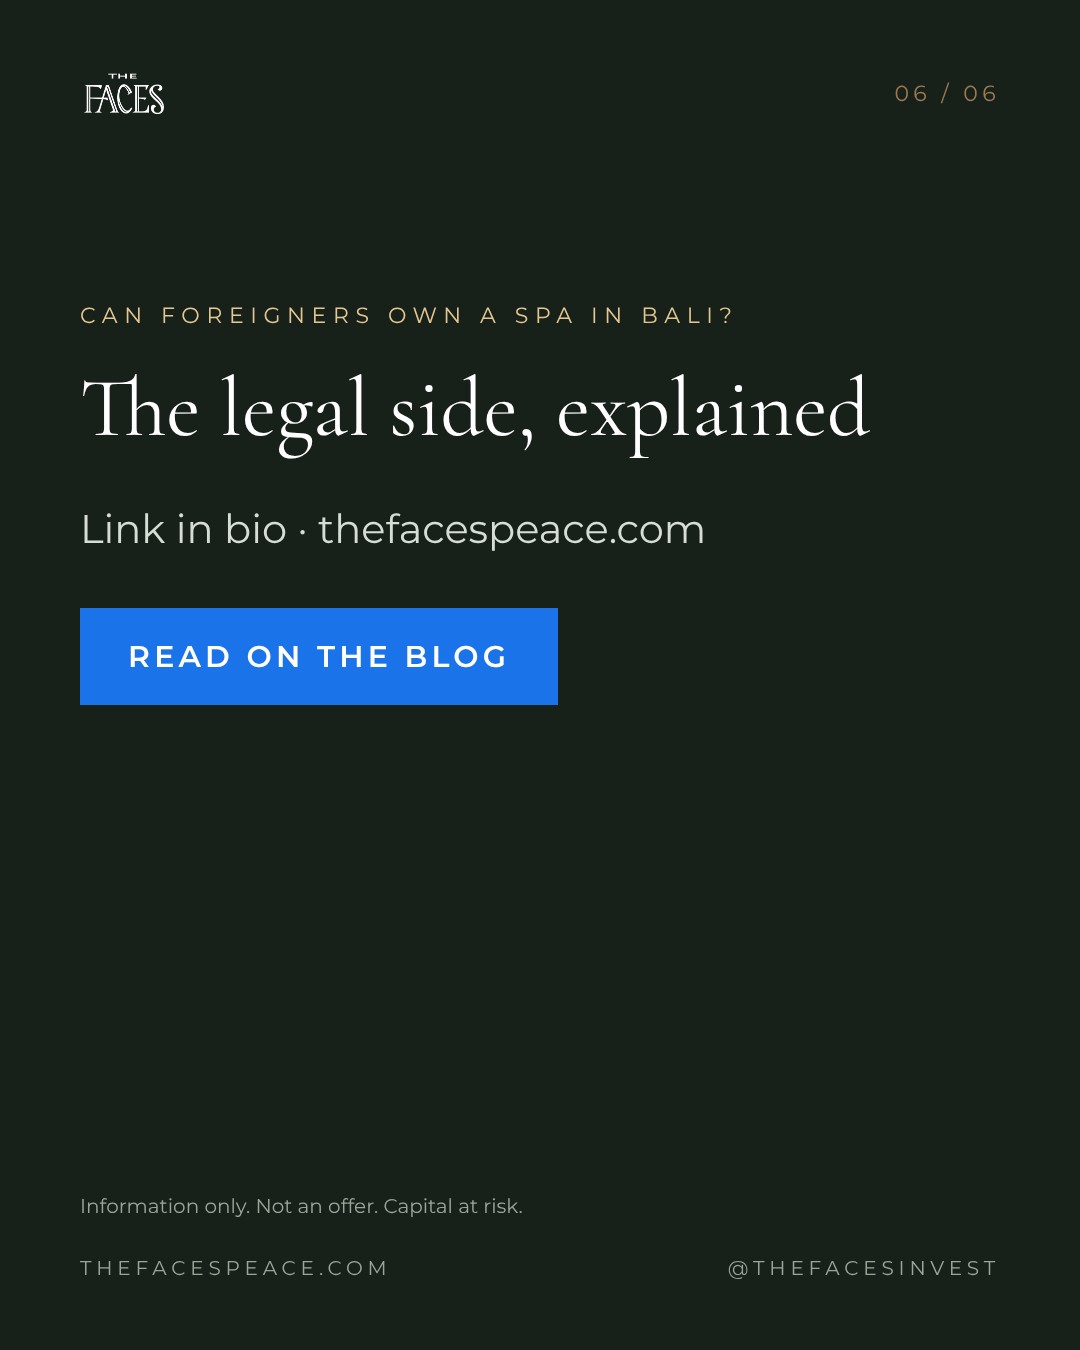 THE
FACES
06 / 06
CAN FOREIGNERS OWN A SPA IN BALI?
The legal side, explained
Link in bio · thefacespeace.com
READ ON THE BLOG
Information only. Not an offer. Capital at risk.
THEFACESPEACE.COM
@THEFACESINVEST